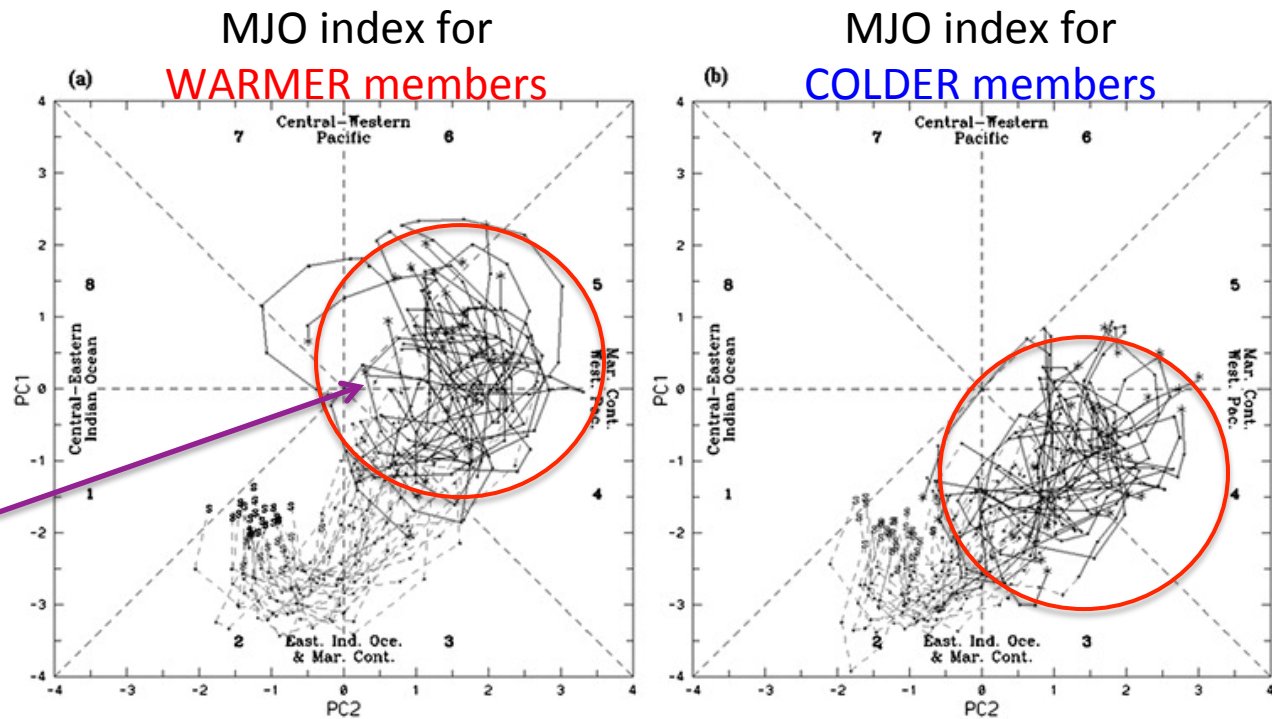 MJO index for
WARMER members
(a)
4
3
2
1
0
-1
-2
-3
-4
PC1
7
Central-Western
Pacific
6
8
Central-Eastern
Indian Ocean
5
Mar. Cont.
West. Pac.
1
4
2
East. Ind. Oce.
& Mar. Cont.
3
-4 -3 -2 -1 0 1 2 3 4
PC2
MJO index for
COLDER members
(b)
4
3
2
1
0
-1
-2
-3
-4
PC1
7
Central-Western
Pacific
6
8
Central-Eastern
Indian Ocean
5
Mar. Cont.
West. Pac.
1
4
2
East. Ind. Oce.
& Mar. Cont.
3
-4 -3 -2 -1 0 1 2 3 4
PC2